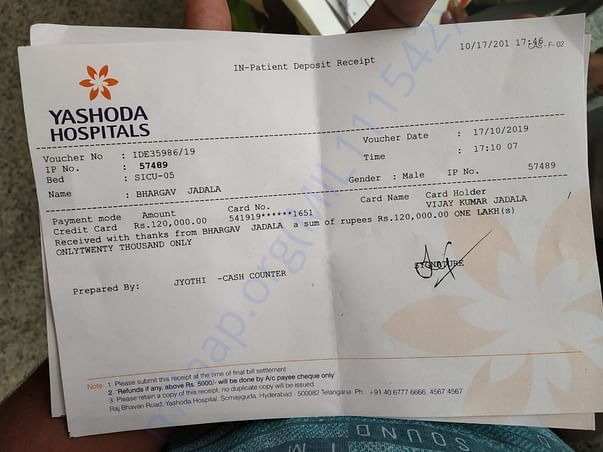 10/17/201 17:46
CAS-F-02
IN-Patient Deposit Receipt
YASHODA
HOSPITALS
Voucher No : IDE35986/19
Voucher Date : 17/10/2019
IP No. : 57489
Time : 17:10 07
Bed : SICU-05
Gender : Male IP No. : 57489
Name : BHARGAV JADALA
Payment mode Amount Card No. Card Name Card Holder
Credit Card Rs.120,000.00 541919******1651 VIJAY KUMAR JADALA /
Received with thanks from BHARGAV JADALA a sum of rupees Rs.120,000.00 ONE LAKH(s)
ONLYTWENTY THOUSAND ONLY
SIGNATURE
Prepared By: JYOTHI -CASH COUNTER
Note. 1. Please submit this receipt at the time of final bill settlement
2. 'Refunds if any, above Rs. 5000/- will be done by A/c payee cheque only'
3. Please retain a copy of this receipt, no duplicate copy will be issued.
Raj Bhavan Road, Yashoda Hospital, Somajiguda, Hyderabad - 500082 Telangana. Ph.: +91 40 6777 6666 4567 4567
SOUND